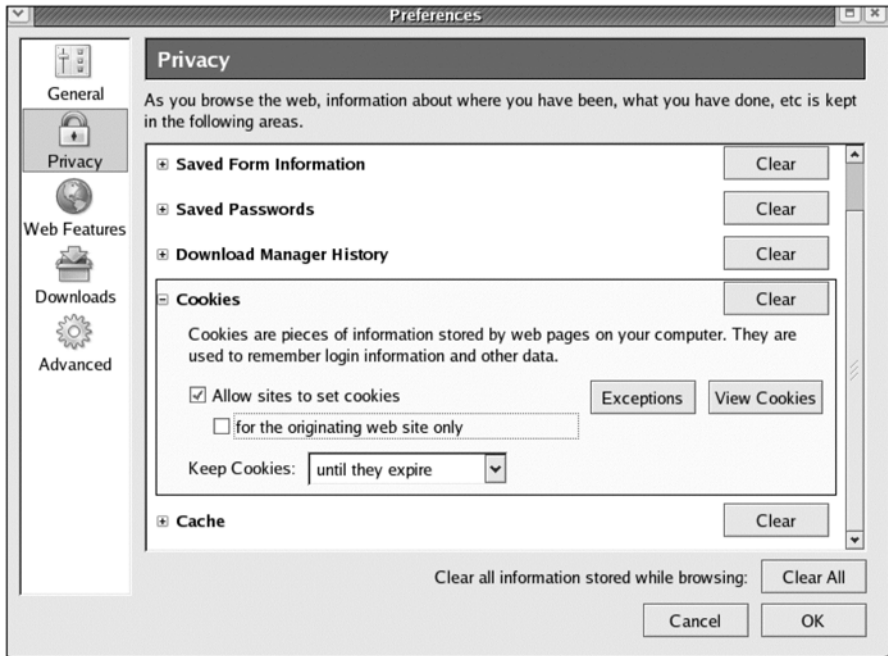 Preferences
General
Privacy
Web Features
Downloads
Advanced
Privacy
As you browse the web, information about where you have been, what you have done, etc is kept
in the following areas.
Saved Form Information Clear
Saved Passwords Clear
Download Manager History Clear
Cookies Clear
Cookies are pieces of information stored by web pages on your computer. They are
used to remember login information and other data.
Allow sites to set cookies Exceptions View Cookies
for the originating web site only
Keep Cookies: until they expire
Cache Clear
Clear all information stored while browsing: Clear All
Cancel OK